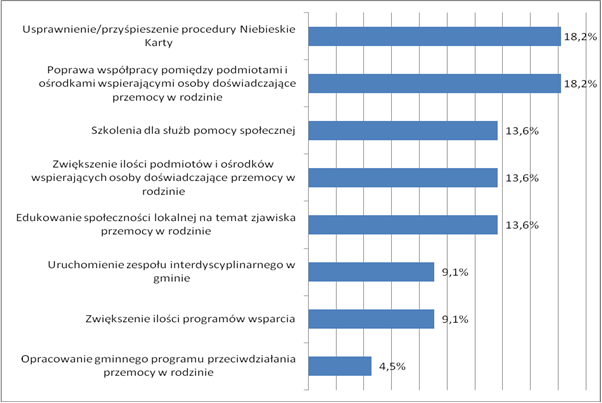 Usprawnienie/przyśpieszenie procedury Niebieskie
Karty
18,2%
Poprawa współpracy pomiędzy podmiotami i
ośrodkami wspierającymi osoby doświadczające
przemocy w rodzinie
18,2%
Szkolenia dla służb pomocy społecznej
13,6%
Zwiększenie ilości podmiotów i ośrodków
wspierających osoby doświadczające przemocy w
rodzinie
13,6%
Edukowanie społeczności lokalnej na temat zjawiska
przemocy w rodzinie
13,6%
Uruchomienie zespołu interdyscyplinarnego w
gminie
9,1%
Zwiększenie ilości programów wsparcia
9,1%
Opracowanie gminnego programu przeciwdziałania
przemocy w rodzinie
4,5%